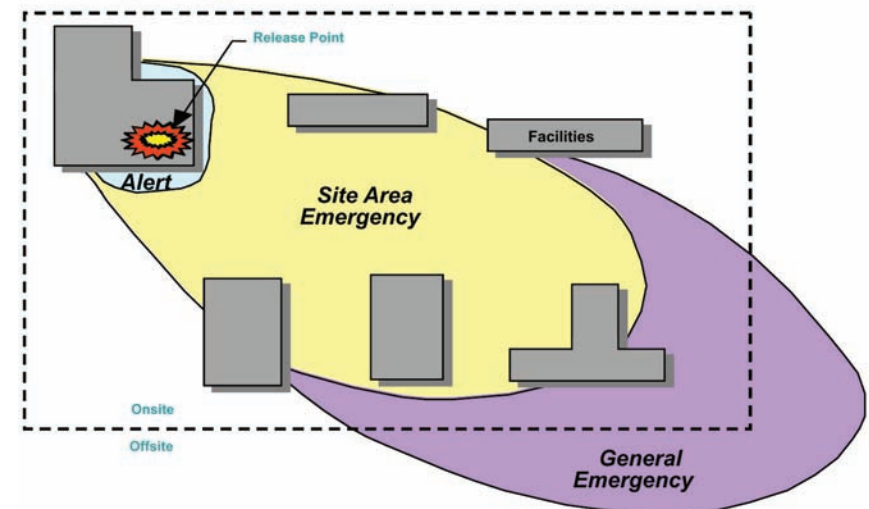 Release Point
Facilities
Alert
Site Area
Emergency
Onsite
Offsite
General
Emergency